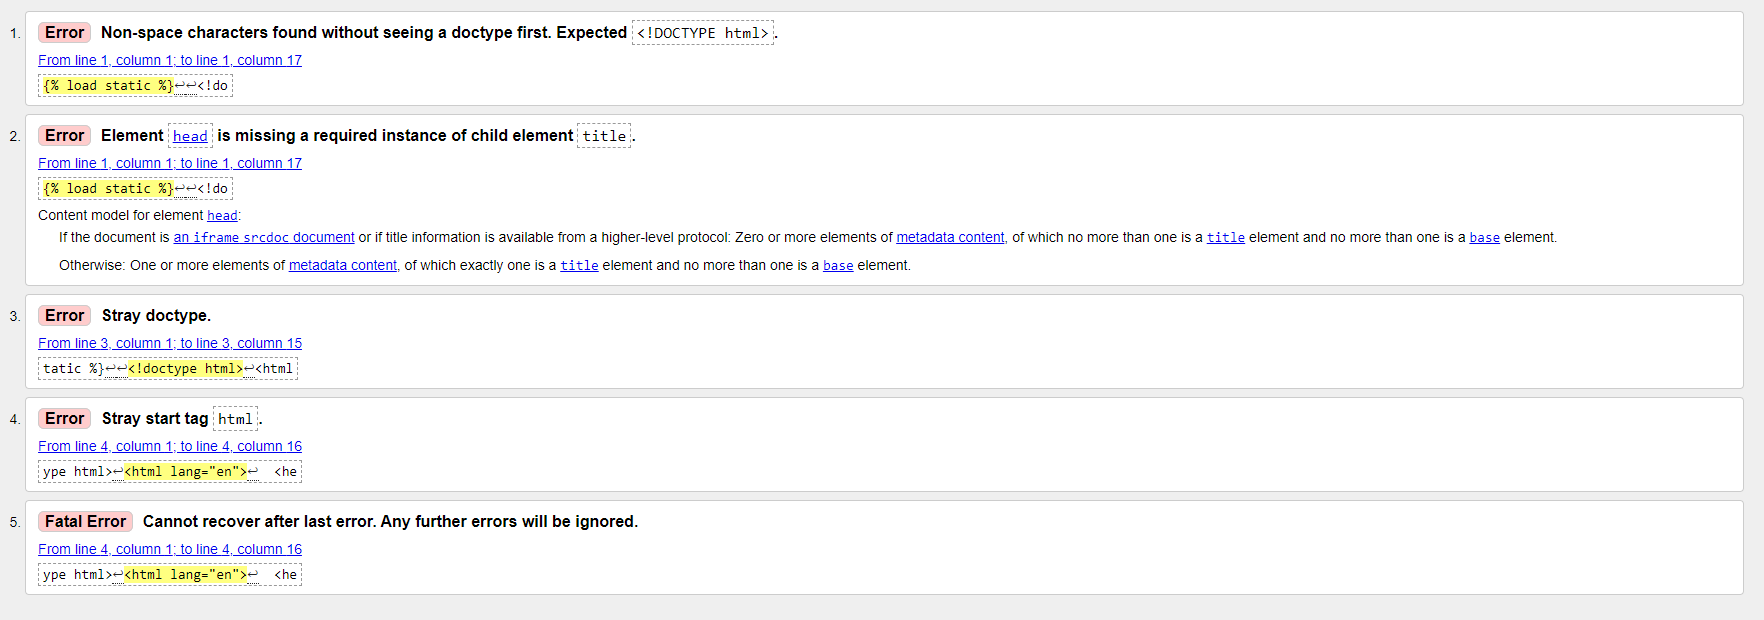 1. Error Non-space characters found without seeing a doctype first. Expected <!DOCTYPE html>.
From line 1, column 1; to line 1, column 17
{% load static %}↩↩<!do
2. Error Element head is missing a required instance of child element title.
From line 1, column 1; to line 1, column 17
{% load static %}↩↩<!do
Content model for element head:
If the document is an iframe srcdoc document or if title information is available from a higher-level protocol: Zero or more elements of metadata content, of which no more than one is a title element and no more than one is a base element.
Otherwise: One or more elements of metadata content, of which exactly one is a title element and no more than one is a base element.
3. Error Stray doctype.
From line 3, column 1; to line 3, column 15
tatic %}↩↩<!doctype html>↩<html
4. Error Stray start tag html.
From line 4, column 1; to line 4, column 16
ype html>↩<html lang="en">↩  <he
5. Fatal Error Cannot recover after last error. Any further errors will be ignored.
From line 4, column 1; to line 4, column 16
ype html>↩<html lang="en">↩  <he